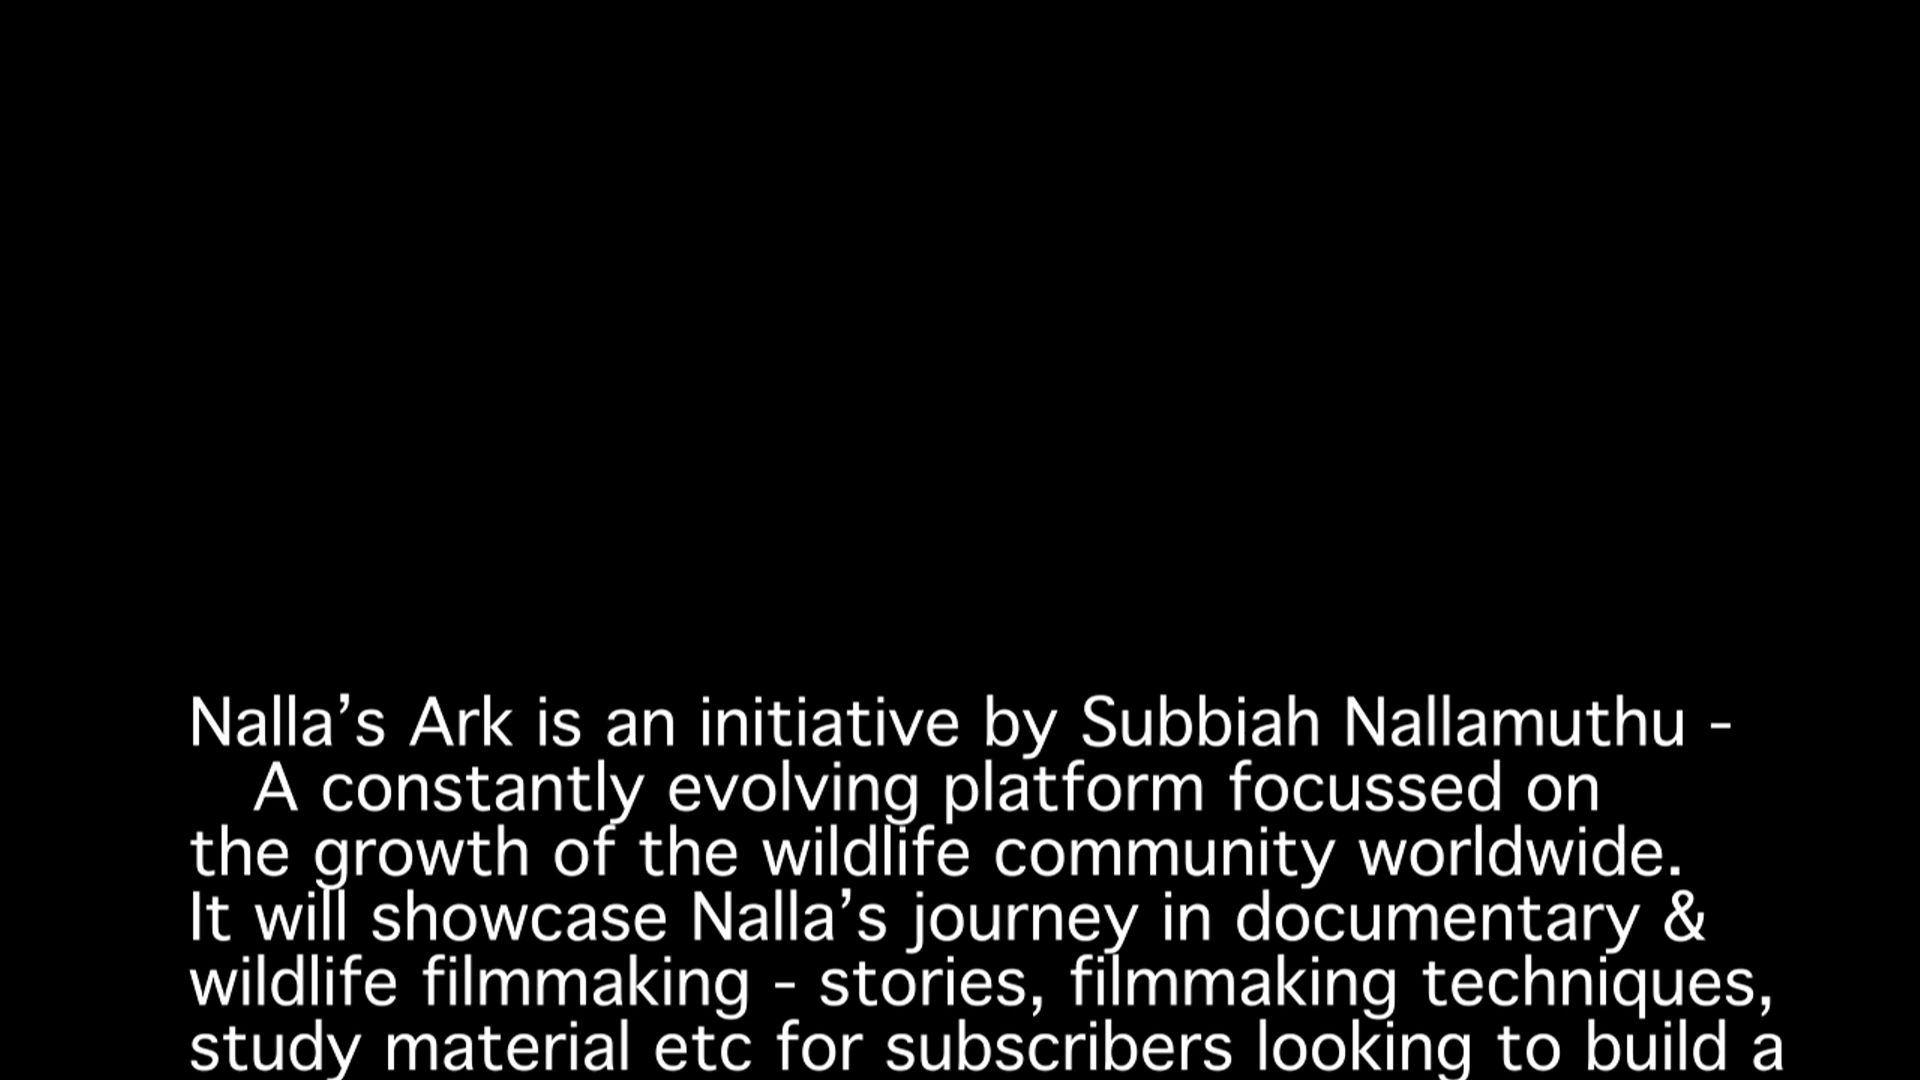 Nalla’s Ark is an initiative by Subbiah Nallamuthu -
A constantly evolving platform focussed on
the growth of the wildlife community worldwide.
It will showcase Nalla’s journey in documentary &
wildlife filmmaking - stories, filmmaking techniques,
study material etc for subscribers looking to build a